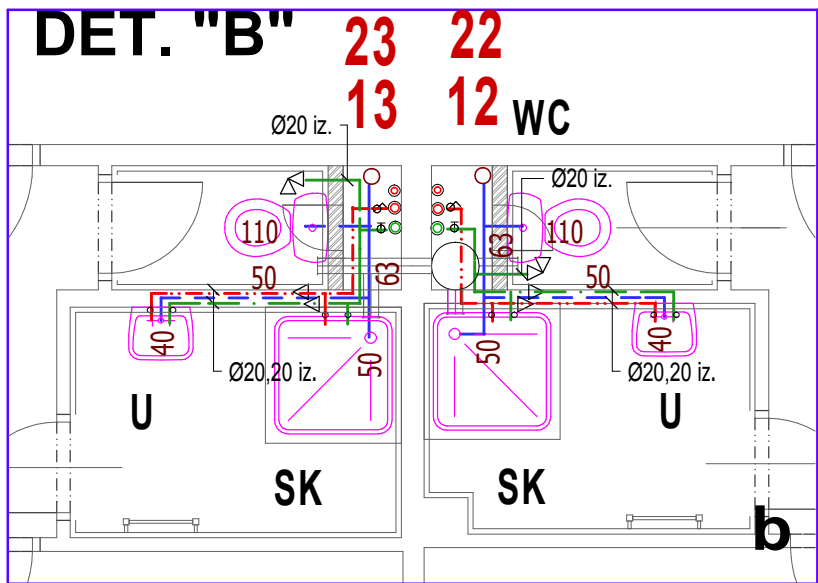 DET. "B"
23 22
13 12 WC
Ø20 iz.
Ø20 iz.
110 63 63 110
50 50
40 50 50 40
Ø20,20 iz. Ø20,20 iz.
U U
SK SK
b